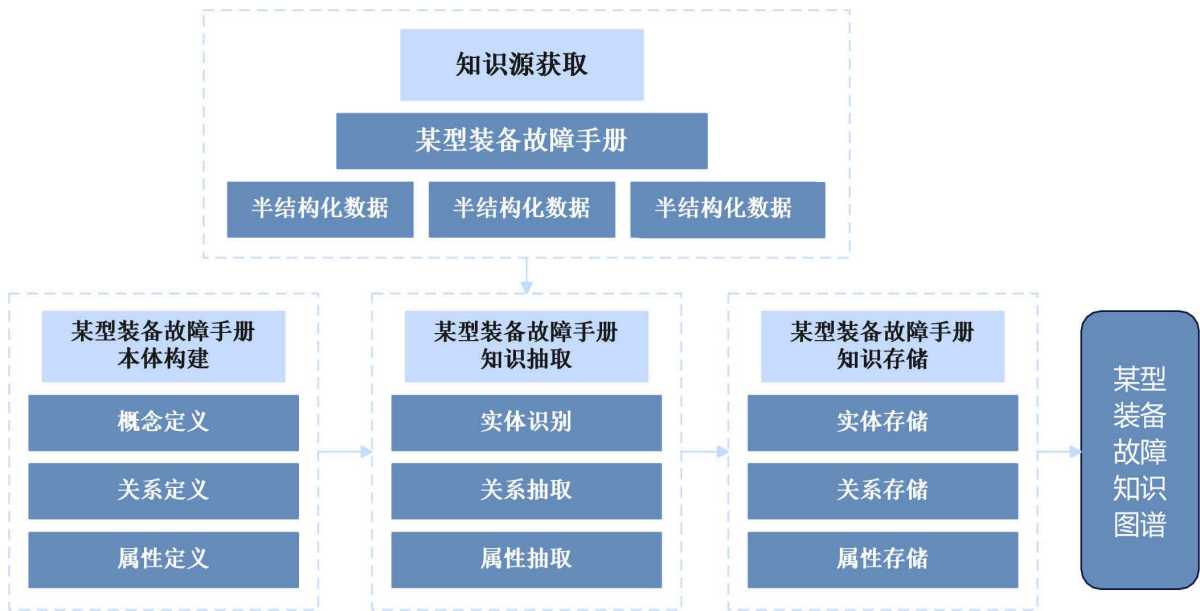 知识源获取
某型装备故障手册
半结构化数据
半结构化数据
半结构化数据
某型装备故障手册
本体构建
概念定义
关系定义
属性定义
某型装备故障手册
知识抽取
实体识别
关系抽取
属性抽取
某型装备故障手册
知识存储
实体存储
关系存储
属性存储
某型
装备
故障
知识
图谱